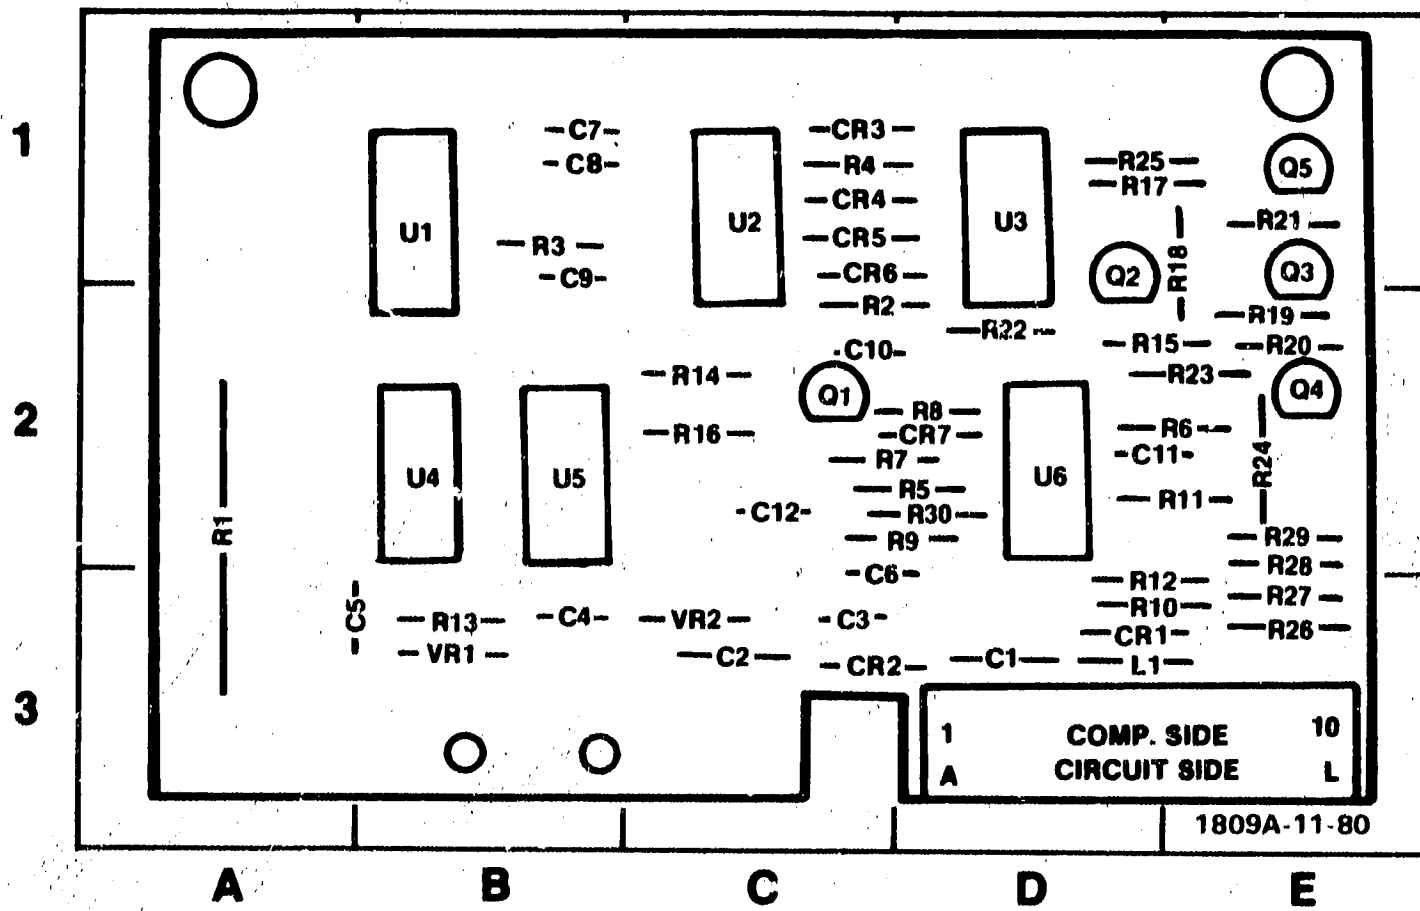 1
C7
CR3
C8
R4
R25
Q5
R17
CR4
U1
U2
U3
R21
R3
CR5
R18
C9
CR6
Q2
Q3
R2
R19
R22
C10
R15
R20
R14
R23
2
Q1
Q4
R8
R16
CR7
R6
R7
C11
R24
U4
U5
U6
R5
R11
C12
R30
R1
R9
R29
C6
R28
R12
R27
C5
R13
C4
VR2
C3
R10
R26
VR1
C2
CR2
C1
CR1
L1
3
1 COMP. SIDE 10
A CIRCUIT SIDE L
1809A-11-80
A B C D E